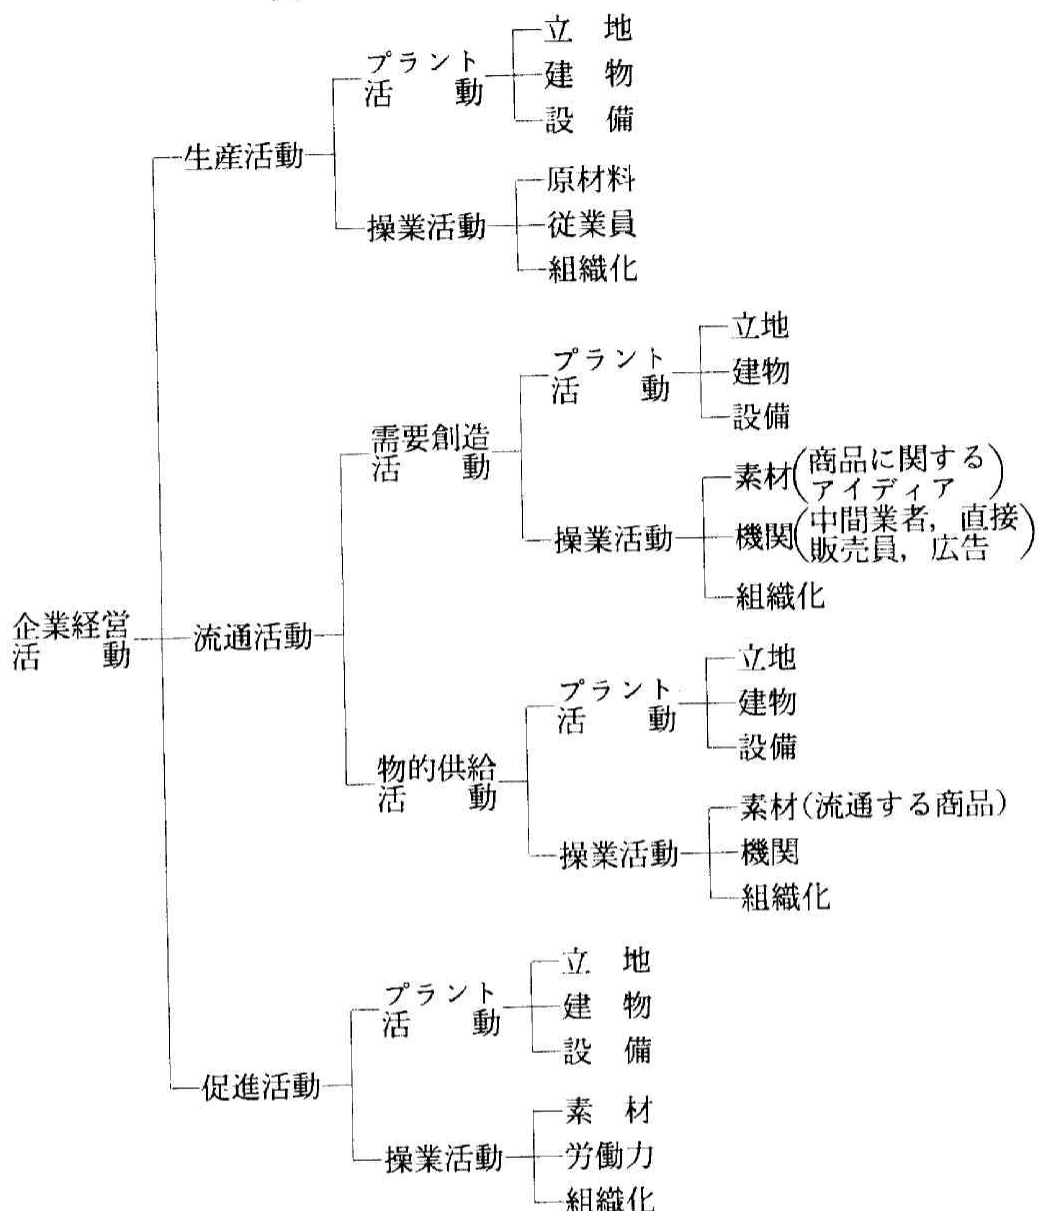 企業経営
活動
生産活動
プラント
活動
立地
建物
設備
操業活動
原材料
従業員
組織化
流通活動
需要創造
活動
プラント
活動
立地
建物
設備
操業活動
素材(商品に関する
アイディア)
機関(中間業者, 直接
販売員, 広告)
組織化
物的供給
活動
プラント
活動
立地
建物
設備
操業活動
素材(流通する商品)
機関
組織化
促進活動
プラント
活動
立地
建物
設備
操業活動
素材
労働力
組織化